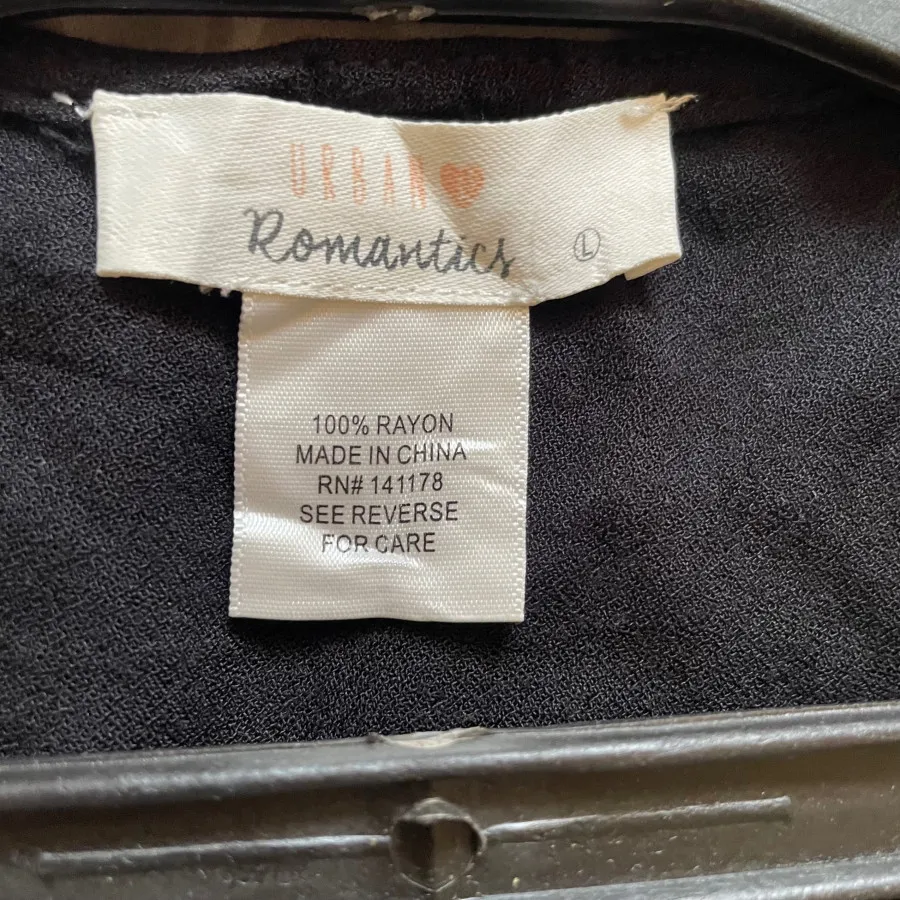 URBAN
Romantics L
100% RAYON
MADE IN CHINA
RN# 141178
SEE REVERSE
FOR CARE